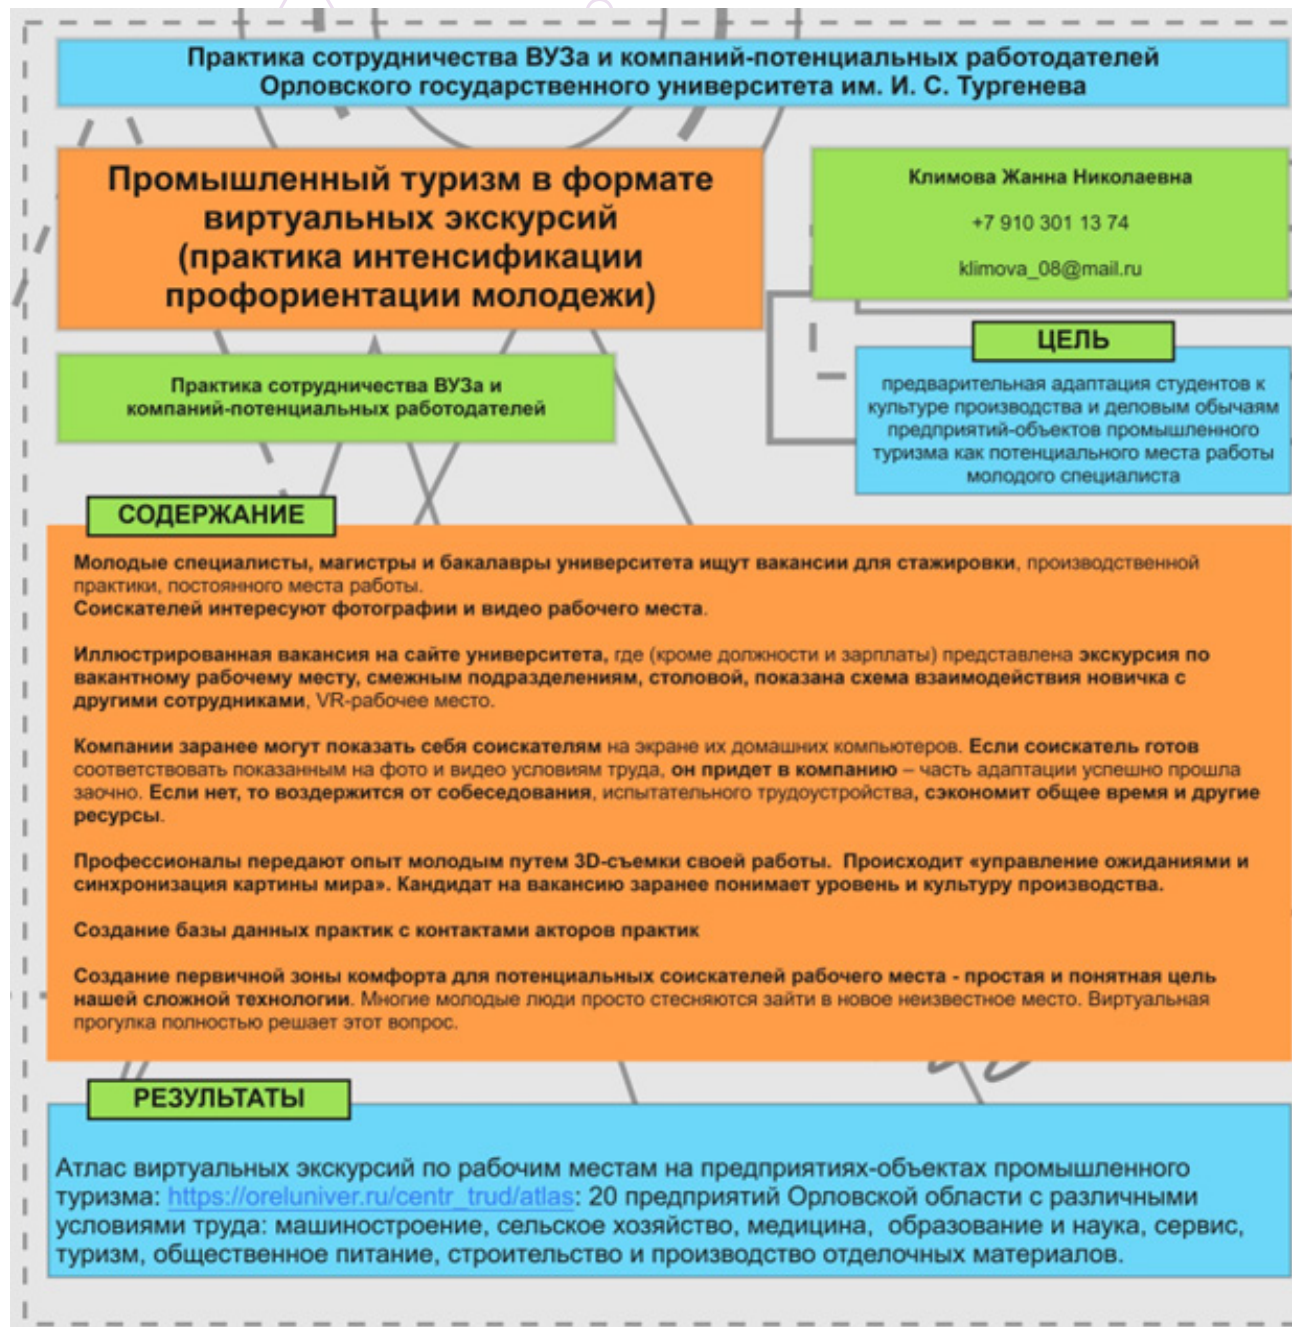 Практика сотрудничества ВУЗа и компаний-потенциальных работодателей
Орловского государственного университета им. И. С. Тургенева
Промышленный туризм в формате
виртуальных экскурсий
(практика интенсификации
профориентации молодежи)
Климова Жанна Николаевна
+7 910 301 13 74
klimova_08@mail.ru
Практика сотрудничества ВУЗа и
компаний-потенциальных работодателей
ЦЕЛЬ
предварительная адаптация студентов к
культуре производства и деловым обычаям
предприятий-объектов промышленного
туризма как потенциального места работы
молодого специалиста
СОДЕРЖАНИЕ
Молодые специалисты, магистры и бакалавры университета ищут вакансии для стажировки, производственной
практики, постоянного места работы.
Соискателей интересуют фотографии и видео рабочего места.
Иллюстрированная вакансия на сайте университета, где (кроме должности и зарплаты) представлена экскурсия по
вакантному рабочему месту, смежным подразделениям, столовой, показана схема взаимодействия новичка с
другими сотрудниками, VR-рабочее место.
Компании заранее могут показать себя соискателям на экране их домашних компьютеров. Если соискатель готов
соответствовать показанным на фото и видео условиям труда, он придет в компанию – часть адаптации успешно прошла
заочно. Если нет, то воздержится от собеседования, испытательного трудоустройства, сэкономит общее время и другие
ресурсы.
Профессионалы передают опыт молодым путем 3D-съемки своей работы. Происходит «управление ожиданиями и
синхронизация картины мира». Кандидат на вакансию заранее понимает уровень и культуру производства.
Создание базы данных практик с контактами акторов практик
Создание первичной зоны комфорта для потенциальных соискателей рабочего места - простая и понятная цель
нашей сложной технологии. Многие молодые люди просто стесняются зайти в новое неизвестное место. Виртуальная
прогулка полностью решает этот вопрос.
РЕЗУЛЬТАТЫ
Атлас виртуальных экскурсий по рабочим местам на предприятиях-объектах промышленного
туризма: https://oreluniver.ru/centr_trud/atlas: 20 предприятий Орловской области с различными
условиями труда: машиностроение, сельское хозяйство, медицина, образование и наука, сервис,
туризм, общественное питание, строительство и производство отделочных материалов.